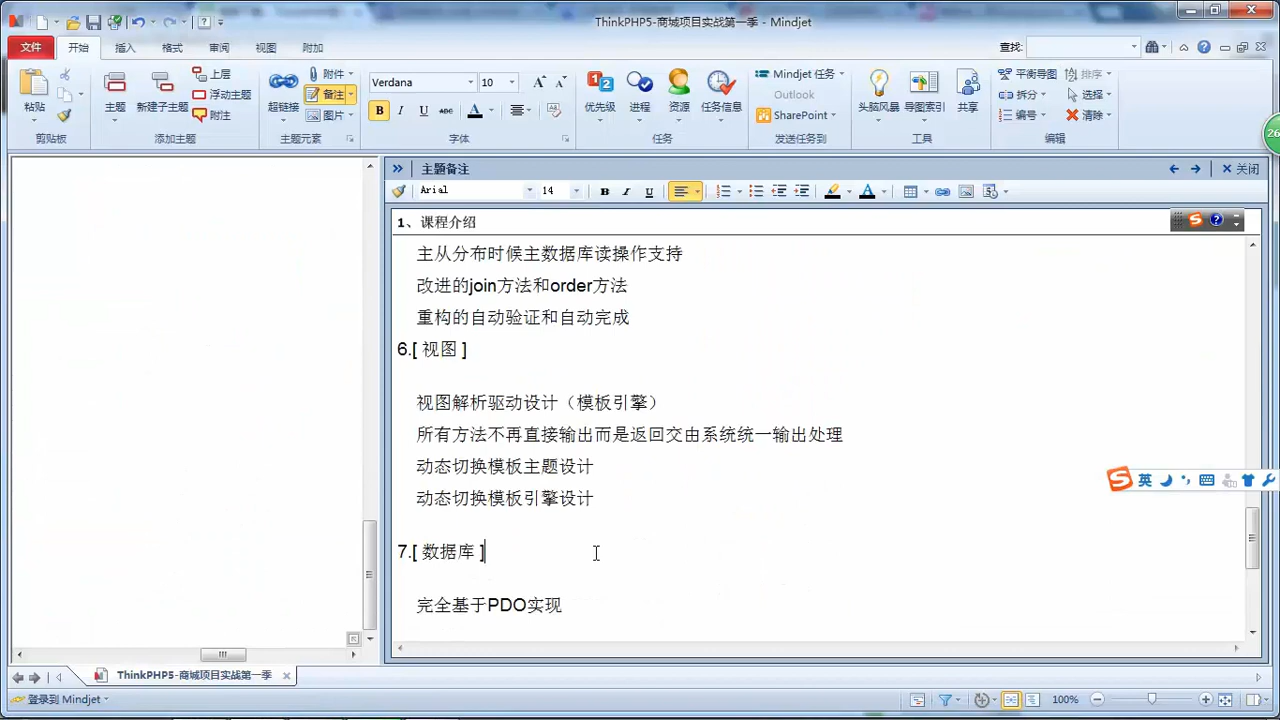 ThinkPHP5-商城项目实战第一季 - Mindjet
文件 开始 插入 格式 审阅 视图 附加
查找:
粘贴
剪贴板
主题
新建子主题
上层
浮动主题
附注
添加主题
超链接
附件
备注
图片
主题元素
Verdana 10
B I U abc A
字体
优先级
进程
资源
任务信息
任务
Mindjet 任务
Outlook
SharePoint
发送任务到
头脑风暴
导图索引
共享
工具
平衡导图
拆分
编号
排序
选择
清除
编辑
26
主题备注
关闭
Arial 14 B I U A
1、课程介绍
主从分布时候主数据库读操作支持
改进的join方法和order方法
重构的自动验证和自动完成
6.[ 视图 ]
视图解析驱动设计（模板引擎）
所有方法不再直接输出而是返回交由系统统一输出处理
动态切换模板主题设计
动态切换模板引擎设计
英
7.[ 数据库 ]
完全基于PDO实现
ThinkPHP5-商城项目实战第一季
登录到 Mindjet
100%